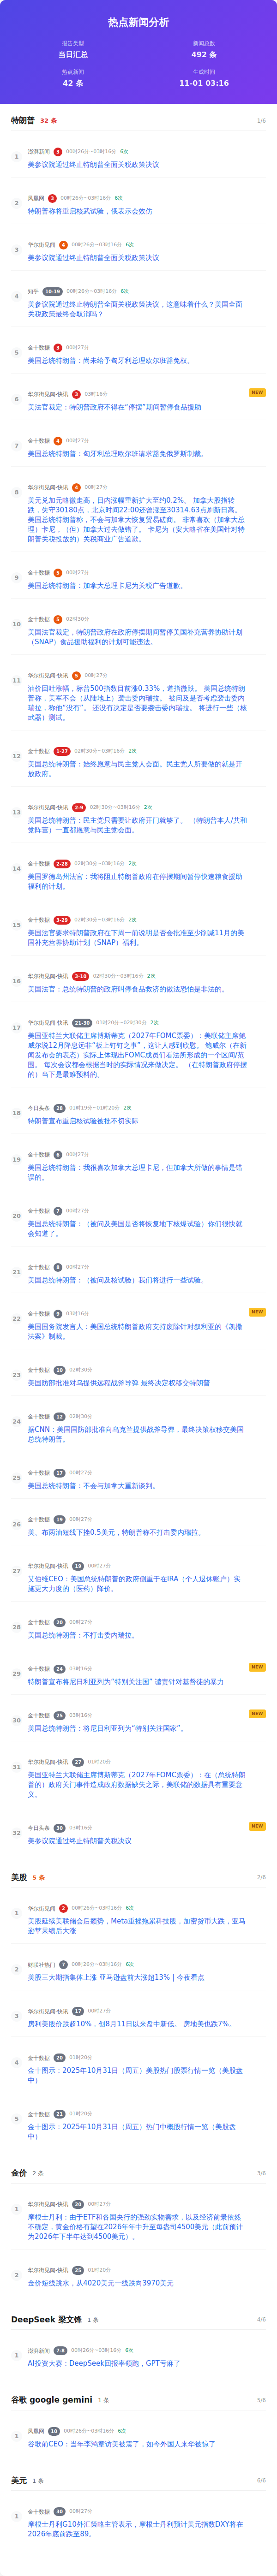 热点新闻分析
报告类型
新闻总数
当日汇总
492 条
热点新闻
生成时间
42 条
11-01 03:16
特朗普 32 条 1/6
1
澎湃新闻 3 00时26分~03时16分 6次
美参议院通过终止特朗普全面关税政策决议
2
凤凰网 3 00时26分~03时16分 6次
特朗普称将重启核武试验，俄表示会效仿
3
华尔街见闻 4 00时26分~03时16分 6次
美参议院通过终止特朗普全面关税政策决议
4
知乎 10-19 00时26分~03时16分 6次
美参议院通过终止特朗普全面关税政策决议，这意味着什么？美国全面
关税政策最终会取消吗？
5
金十数据 3 00时27分
美国总统特朗普：尚未给予匈牙利总理欧尔班豁免权。
6
华尔街见闻-快讯 3 03时16分
NEW
美法官裁定：特朗普政府不得在“停摆”期间暂停食品援助
7
金十数据 4 00时27分
美国总统特朗普：匈牙利总理欧尔班请求豁免俄罗斯制裁。
8
华尔街见闻-快讯 4 00时27分
美元兑加元略微走高，日内涨幅重新扩大至约0.2%。 加拿大股指转
跌，失守30180点，北京时间22:00还曾涨至30314.63点刷新日高。
美国总统特朗普称，不会与加拿大恢复贸易磋商。 非常喜欢（加拿大总
理）卡尼，（但）加拿大过去做错了。 卡尼为（安大略省在美国针对特
朗普关税投放的）关税商业广告道歉。
9
金十数据 5 00时27分
美国总统特朗普：加拿大总理卡尼为关税广告道歉。
10
金十数据 5 02时30分
美国法官裁定，特朗普政府在政府停摆期间暂停美国补充营养协助计划
（SNAP）食品援助福利的计划可能违法。
11
华尔街见闻-快讯 5 00时27分
油价回吐涨幅，标普500指数目前涨0.33%，道指微跌。 美国总统特朗
普称，美军不会（从陆地上）袭击委内瑞拉。 被问及是否考虑袭击委内
瑞拉，称他“没有”。 还没有决定是否要袭击委内瑞拉。 将进行一些（核
武器）测试。
12
金十数据 1-27 02时30分~03时16分 2次
美国总统特朗普：始终愿意与民主党人会面。民主党人所要做的就是开
放政府。
13
华尔街见闻-快讯 2-9 02时30分~03时16分 2次
美国总统特朗普：民主党只需要让政府开门就够了。 （特朗普本人/共和
党阵营）一直都愿意与民主党会面。
14
金十数据 2-28 02时30分~03时16分 2次
美国罗德岛州法官：我将阻止特朗普政府在停摆期间暂停快速粮食援助
福利的计划。
15
金十数据 3-29 02时30分~03时16分 2次
美国法官要求特朗普政府在下周一前说明是否会批准至少削减11月的美
国补充营养协助计划（SNAP）福利。
16
华尔街见闻-快讯 3-10 02时30分~03时16分 2次
美国法官：总统特朗普的政府叫停食品救济的做法恐怕是非法的。
17
华尔街见闻-快讯 21-30 01时20分~02时30分 2次
美国亚特兰大联储主席博斯蒂克（2027年FOMC票委）：美联储主席鲍
威尔说12月降息远非“板上钉钉之事”，这让人感到欣慰。 鲍威尔（在新
闻发布会的表态）实际上体现出FOMC成员们看法所形成的一个区间/范
围。 每次会议都会根据当时的实际情况来做决定。 （在特朗普政府停摆
的）当下是最难预料的。
18
今日头条 28 01时19分~01时20分 2次
特朗普宣布重启核试验被批不切实际
19
金十数据 6 00时27分
美国总统特朗普：我很喜欢加拿大总理卡尼，但加拿大所做的事情是错
误的。
20
金十数据 7 00时27分
美国总统特朗普：（被问及美国是否将恢复地下核爆试验）你们很快就
会知道了。
21
金十数据 8 00时27分
美国总统特朗普：（被问及核试验）我们将进行一些试验。
22
金十数据 9 03时16分
NEW
美国国务院发言人：美国总统特朗普政府支持废除针对叙利亚的《凯撒
法案》制裁。
23
金十数据 10 02时30分
美国防部批准对乌提供远程战斧导弹 最终决定权移交特朗普
24
金十数据 12 02时30分
据CNN：美国国防部批准向乌克兰提供战斧导弹，最终决策权移交美国
总统特朗普。
25
金十数据 17 00时27分
美国总统特朗普：不会与加拿大重新谈判。
26
金十数据 19 00时27分
美、布两油短线下挫0.5美元，特朗普称不打击委内瑞拉。
27
华尔街见闻-快讯 19 00时27分
艾伯维CEO：美国总统特朗普的政府侧重于在IRA（个人退休账户）实
施更大力度的（医药）降价。
28
金十数据 20 00时27分
美国总统特朗普：不打击委内瑞拉。
29
金十数据 24 03时16分
NEW
特朗普宣布将尼日利亚列为“特别关注国” 谴责针对基督徒的暴力
30
金十数据 25 03时16分
NEW
美国总统特朗普：将尼日利亚列为“特别关注国家”。
31
华尔街见闻-快讯 27 01时20分
美国亚特兰大联储主席博斯蒂克（2027年FOMC票委）：在（总统特朗
普的）政府关门事件造成政府数据缺失之际，美联储的数据具有重要意
义。
32
今日头条 30 03时16分
NEW
美参议院通过终止特朗普关税决议
美股 5 条 2/6
1
华尔街见闻 2 00时26分~03时16分 6次
美股延续美联储会后颓势，Meta重挫拖累科技股，加密货币大跌，亚马
逊苹果绩后大涨
2
财联社热门 7 00时26分~03时16分 6次
美股三大期指集体上涨 亚马逊盘前大涨超13%丨今夜看点
3
华尔街见闻-快讯 17 00时27分
房利美股价跌超10%，创8月11日以来盘中新低。 房地美也跌7%。
4
金十数据 20 01时20分
金十图示：2025年10月31日（周五）美股热门股票行情一览（美股盘
中）
5
金十数据 21 01时20分
金十图示：2025年10月31日（周五）热门中概股行情一览（美股盘
中）
金价 2 条 3/6
1
华尔街见闻-快讯 20 00时27分
摩根士丹利：由于ETF和各国央行的强劲实物需求，以及经济前景依然
不确定，黄金价格有望在2026年年中升至每盎司4500美元（此前预计
为2026年下半年达到4500美元）。
2
华尔街见闻-快讯 25 01时20分
金价短线跳水，从4020美元一线跌向3970美元
DeepSeek 梁文锋 1 条 4/6
1
澎湃新闻 7-8 00时26分~03时16分 6次
AI投资大赛：DeepSeek回报率领跑，GPT亏麻了
谷歌 google gemini 1 条 5/6
1
凤凰网 10 00时26分~03时16分 6次
谷歌前CEO：当年李鸿章访美被震了，如今外国人来华被惊了
美元 1 条 6/6
1
金十数据 30 00时27分
摩根士丹利G10外汇策略主管表示，摩根士丹利预计美元指数DXY将在
2026年底前跌至89。